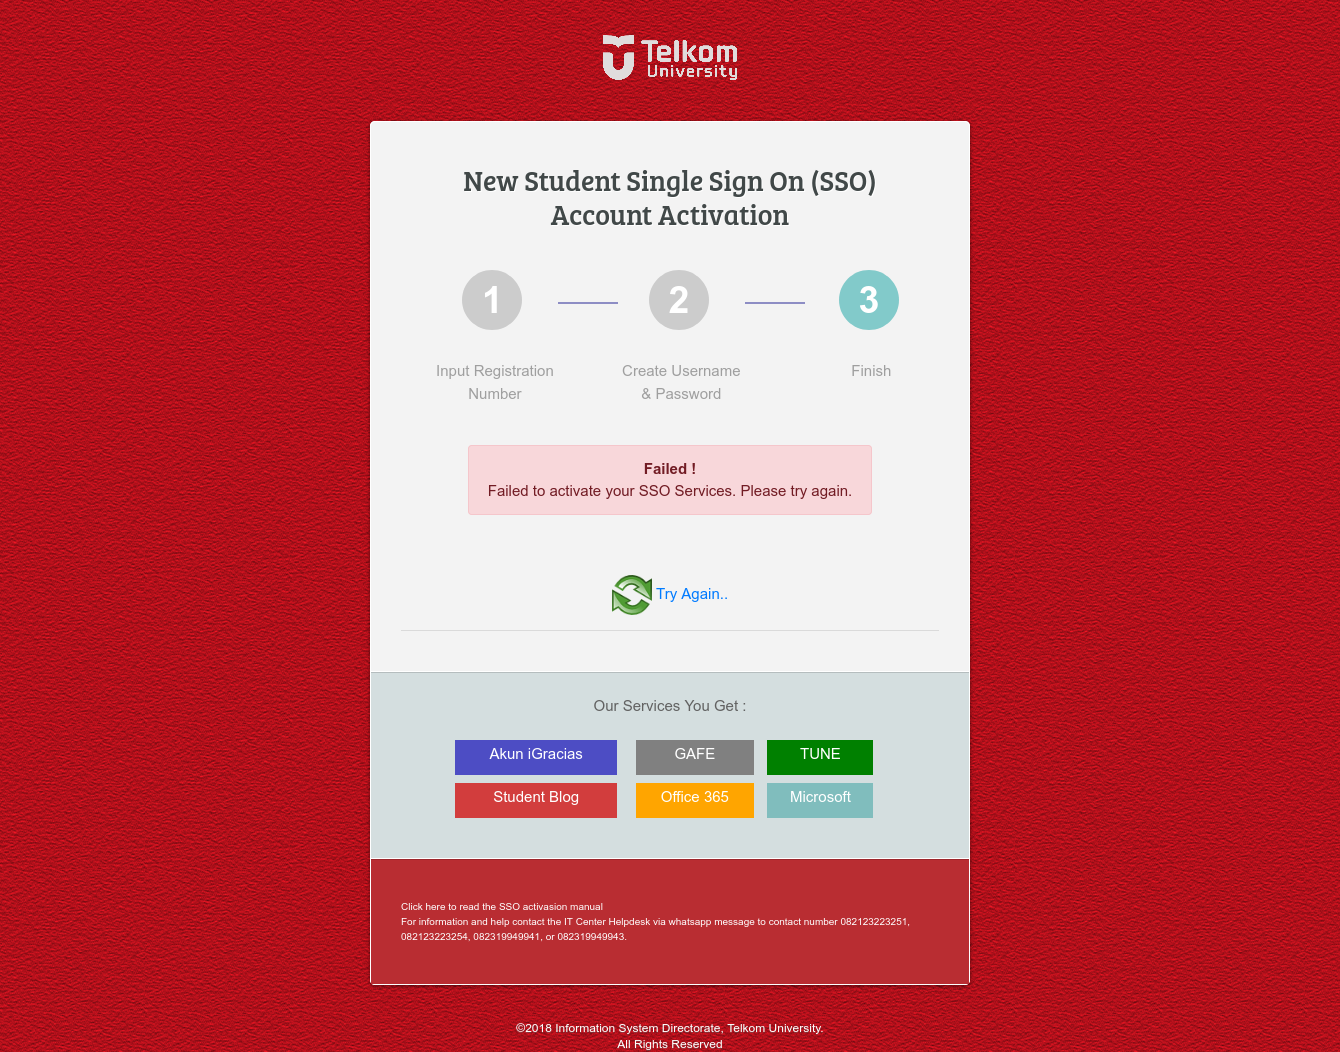 Telkom
University
New Student Single Sign On (SSO)
Account Activation
1
2
3
Input Registration
Number
Create Username
& Password
Finish
Failed !
Failed to activate your SSO Services. Please try again.
Try Again..
Our Services You Get :
Akun iGracias
GAFE
TUNE
Student Blog
Office 365
Microsoft
Click here to read the SSO activasion manual
For information and help contact the IT Center Helpdesk via whatsapp message to contact number 082123223251,
082123223254, 082319949941, or 082319949943.
©2018 Information System Directorate, Telkom University.
All Rights Reserved